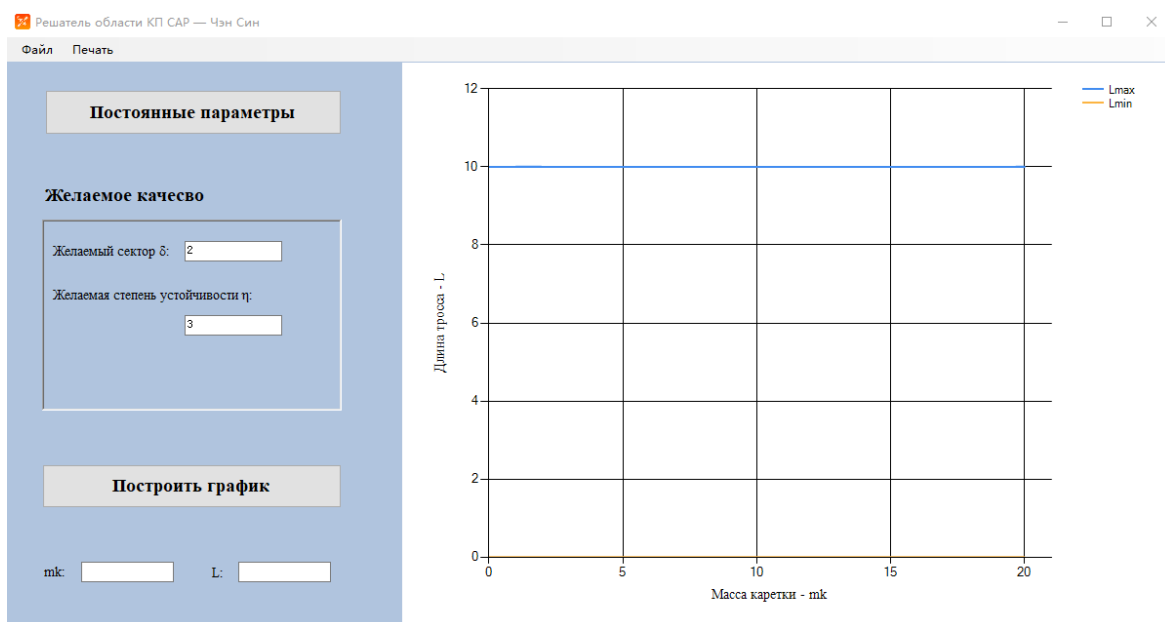 Решатель области КП САР — Чэн Син
Файл Печать
Постоянные параметры
Желаемое качесво
Желаемый сектор δ: 2
Желаемая степень устойчивости η:
3
Построить график
mk: L:
12
10
8
6
4
2
0
Длина тросса - L
0 5 10 15 20
Масса каретки - mk
Lmax
Lmin